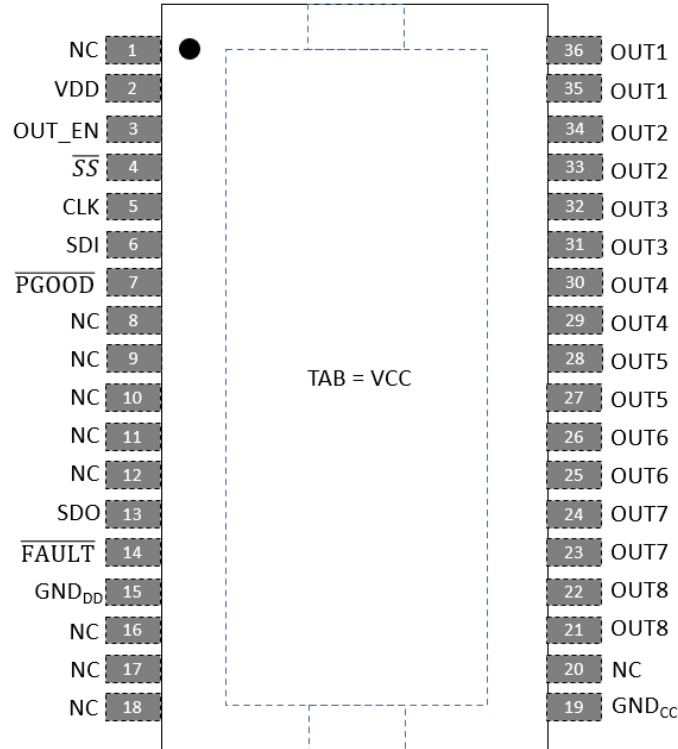 NC 1 36 OUT1
VDD 2 35 OUT1
OUT_EN 3 34 OUT2
S̅S̅ 4 33 OUT2
CLK 5 32 OUT3
SDI 6 31 OUT3
P̅G̅O̅O̅D̅ 7 30 OUT4
NC 8 29 OUT4
NC 9 28 OUT5
TAB = VCC
NC 10 27 OUT5
NC 11 26 OUT6
NC 12 25 OUT6
SDO 13 24 OUT7
F̅A̅U̅L̅T̅ 14 23 OUT7
GNDDD 15 22 OUT8
NC 16 21 OUT8
NC 17 20 NC
NC 18 19 GNDCC